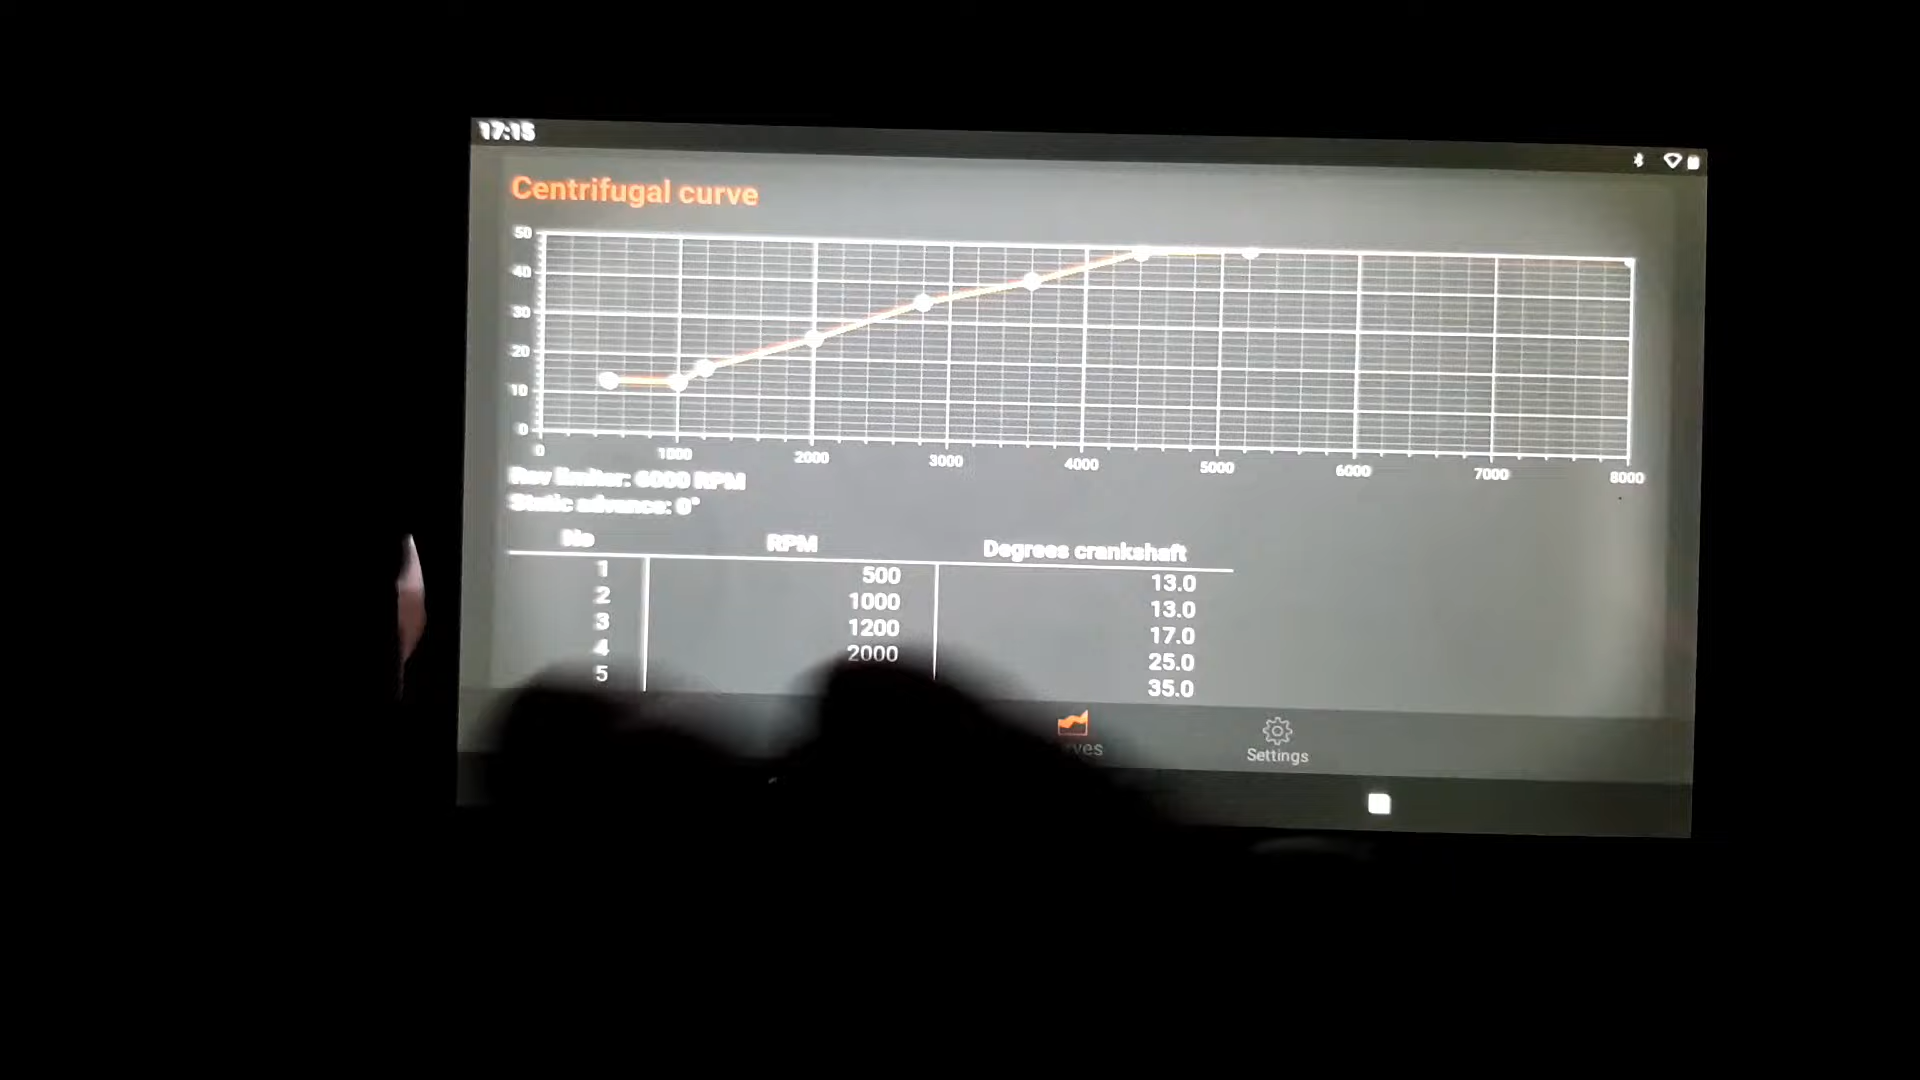 17:15
Centrifugal curve
50
40
30
20
10
0
0 1000 2000 3000 4000 5000 6000 7000 8000
Rev limiter: 6000 RPM
Static advance: 0°
No RPM Degrees crankshaft
1 500 13.0
2 1000 13.0
3 1200 17.0
4 2000 25.0
5 35.0
Settings